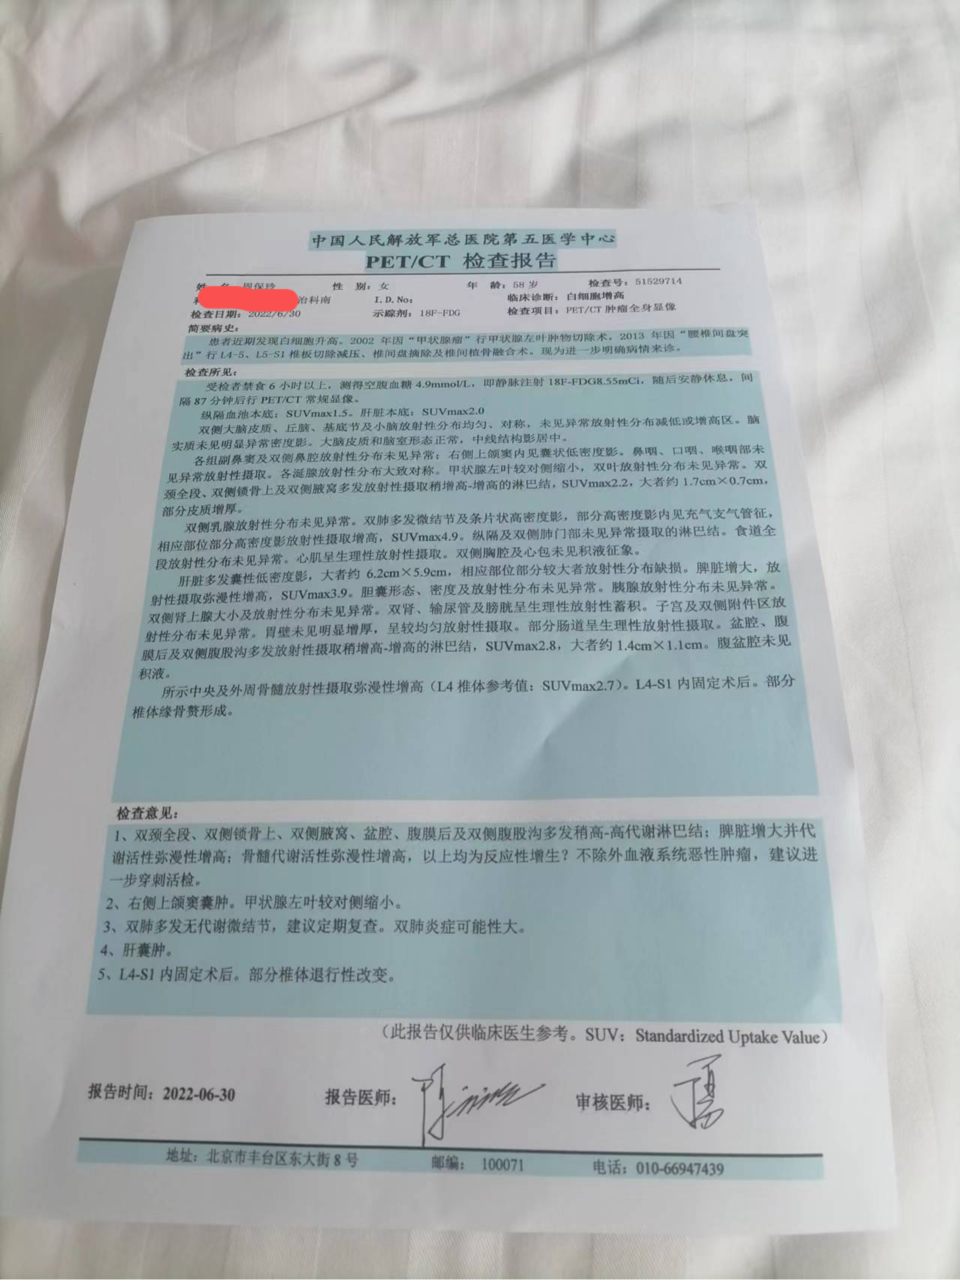 中国人民解放军总医院第五医学中心
PET/CT 检查报告
姓 名 周保玲 性 别：女 年 龄：58 岁 检查号：51529714
治科南 I.D.No： 临床诊断：白细胞增高
检查日期：2022/6/30 示踪剂：18F-FDG 检查项目：PET/CT 肿瘤全身显像
简要病史：
患者近期发现白细胞升高。2002 年因“甲状腺瘤”行甲状腺左叶肿物切除术，2013 年因“腰椎间盘突
出”行 L4-5、L5-S1 椎板切除减压、椎间盘摘除及椎间植骨融合术。现为进一步明确病情来诊。
检查所见：
受检者禁食 6 小时以上，测得空腹血糖 4.9mmol/L，即静脉注射 18F-FDG8.55mCi，随后安静休息，间
隔 87 分钟后行 PET/CT 常规显像。
纵隔血池本底：SUVmax1.5。肝脏本底：SUVmax2.0
双侧大脑皮质、丘脑、基底节及小脑放射性分布均匀、对称，未见异常放射性分布减低或增高区。脑
实质未见明显异常密度影。大脑皮质和脑室形态正常，中线结构影居中。
各组副鼻窦及双侧鼻腔放射性分布未见异常；右侧上颌窦内见囊状低密度影。鼻咽、口咽、喉咽部未
见异常放射性摄取。各涎腺放射性分布大致对称。甲状腺左叶较对侧缩小，双叶放射性分布未见异常。双
颈全段、双侧锁骨上及双侧腋窝多发放射性摄取稍增高-增高的淋巴结，SUVmax2.2，大者约 1.7cm×0.7cm，
部分皮质增厚。
双侧乳腺放射性分布未见异常。双肺多发微结节及条片状高密度影，部分高密度影内见充气支气管征，
相应部位部分高密度影放射性摄取增高，SUVmax4.9。纵隔及双侧肺门部未见异常摄取的淋巴结。食道全
段放射性分布未见异常。心肌呈生理性放射性摄取。双侧胸腔及心包未见积液征象。
肝脏多发囊性低密度影，大者约 6.2cm×5.9cm，相应部位部分较大者放射性分布缺损。脾脏增大，放
射性摄取弥漫性增高，SUVmax3.9。胆囊形态、密度及放射性分布未见异常。胰腺放射性分布未见异常。
双侧肾上腺大小及放射性分布未见异常。双肾、输尿管及膀胱呈生理性放射性蓄积。子宫及双侧附件区放
射性分布未见异常。胃壁未见明显增厚，呈较均匀放射性摄取。部分肠道呈生理性放射性摄取。盆腔、腹
膜后及双侧腹股沟多发放射性摄取稍增高-增高的淋巴结，SUVmax2.8，大者约 1.4cm×1.1cm。腹盆腔未见
积液。
所示中央及外周骨髓放射性摄取弥漫性增高（L4 椎体参考值：SUVmax2.7）。L4-S1 内固定术后。部分
椎体缘骨赘形成。
检查意见：
1、双颈全段、双侧锁骨上、双侧腋窝、盆腔、腹膜后及双侧腹股沟多发稍高-高代谢淋巴结；脾脏增大并代
谢活性弥漫性增高；骨髓代谢活性弥漫性增高，以上均为反应性增生？不除外血液系统恶性肿瘤，建议进
一步穿刺活检。
2、右侧上颌窦囊肿。甲状腺左叶较对侧缩小。
3、双肺多发无代谢微结节，建议定期复查。双肺炎症可能性大。
4、肝囊肿。
5、L4-S1 内固定术后。部分椎体退行性改变。
（此报告仅供临床医生参考。SUV：Standardized Uptake Value）
报告时间：2022-06-30 报告医师： 审核医师：
地址：北京市丰台区东大街 8 号 邮编： 100071 电话：010-66947439